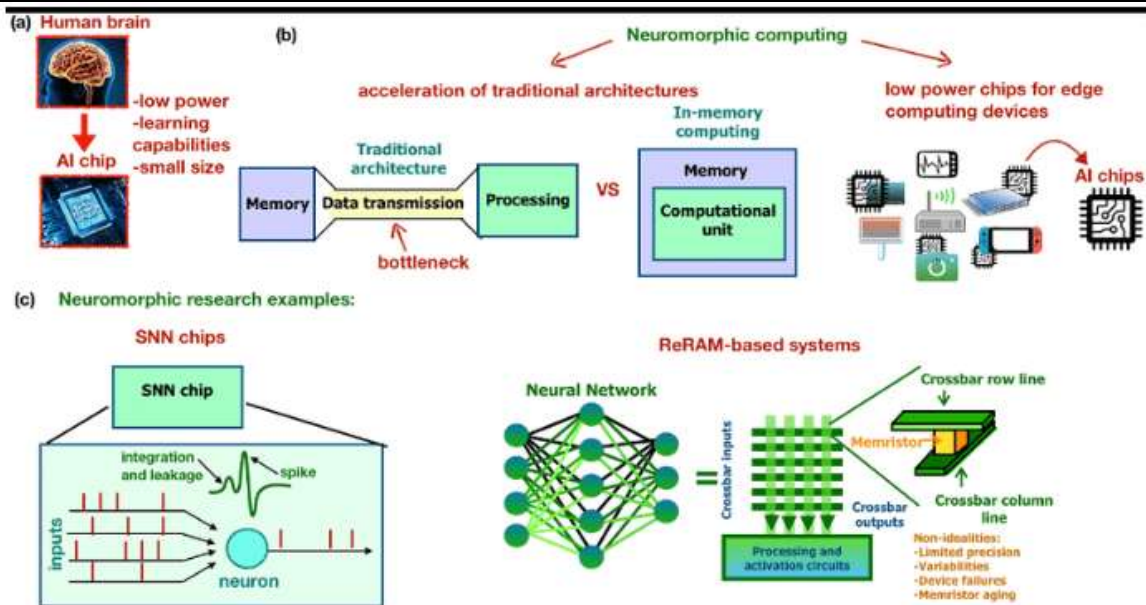 (a)
Human brain
-low power
-learning
capabilities
-small size
AI chip
(b)
Neuromorphic computing
acceleration of traditional architectures
low power chips for edge
computing devices
Traditional
architecture
Memory
Data transmission
Processing
bottleneck
VS
In-memory
computing
Memory
Computational
unit
AI chips
(c)
Neuromorphic research examples:
SNN chips
SNN chip
integration
and leakage
spike
inputs
neuron
ReRAM-based systems
Neural Network
=
Crossbar inputs
Crossbar
outputs
Processing and
activation circuits
Crossbar row line
Memristor
Crossbar column
line
Non-idealities:
-Limited precision
-Variabilities
-Device failures
-Memristor aging